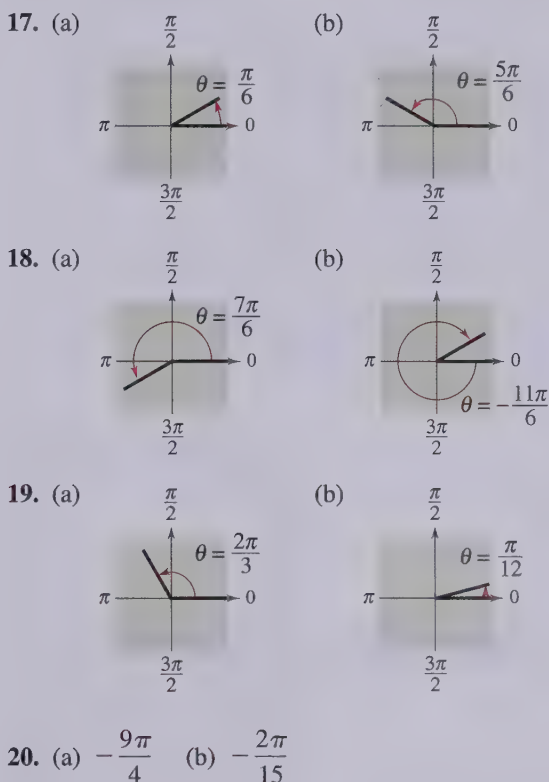 17. (a) (b)
π/2 π/2
θ = π/6 θ = 5π/6
π 0 π 0
3π/2 3π/2
18. (a) (b)
π/2 π/2
θ = 7π/6
π 0 π 0
θ = -11π/6
3π/2 3π/2
19. (a) (b)
π/2 π/2
θ = 2π/3 θ = π/12
π 0 π 0
3π/2 3π/2
20. (a) -9π/4 (b) -2π/15